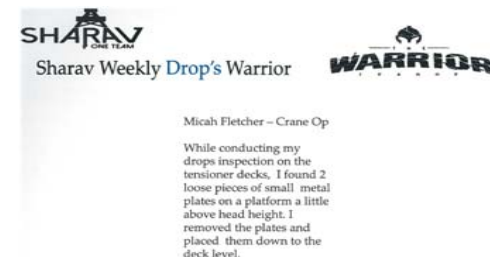 SHARAV
ONE TEAM
THE
WARRIOR
LEAGUE
Sharav Weekly Drop's Warrior
Micah Fletcher – Crane Op
While conducting my
drops inspection on the
tensioner decks, I found 2
loose pieces of small metal
plates on a platform a little
above head height. I
removed the plates and
placed them down to the
deck level.